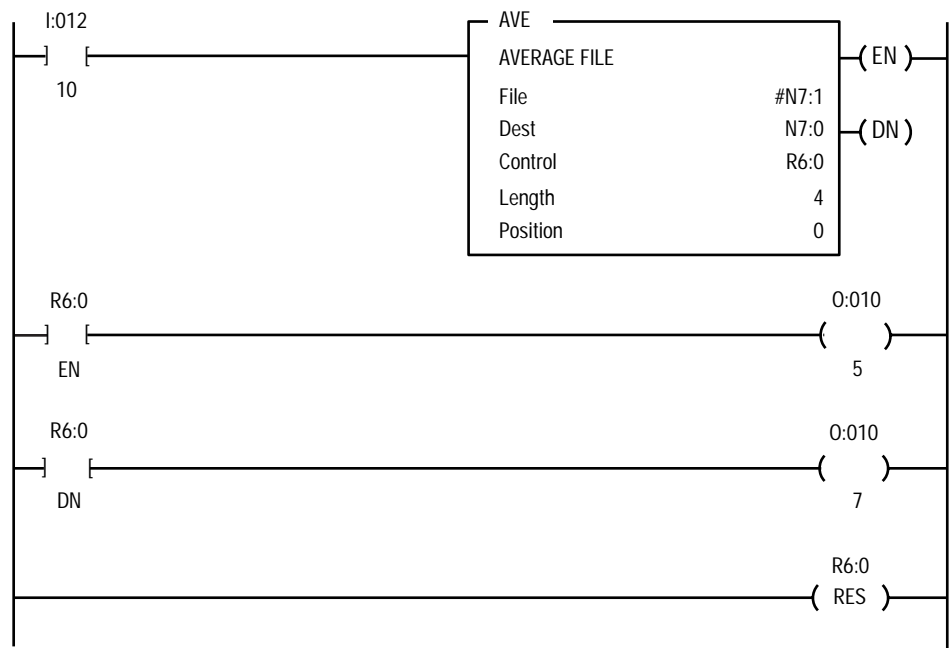 I:012
10
AVE
AVERAGE FILE
File #N7:1
Dest N7:0
Control R6:0
Length 4
Position 0
EN
DN
R6:0
EN
O:010
5
R6:0
DN
O:010
7
R6:0
RES